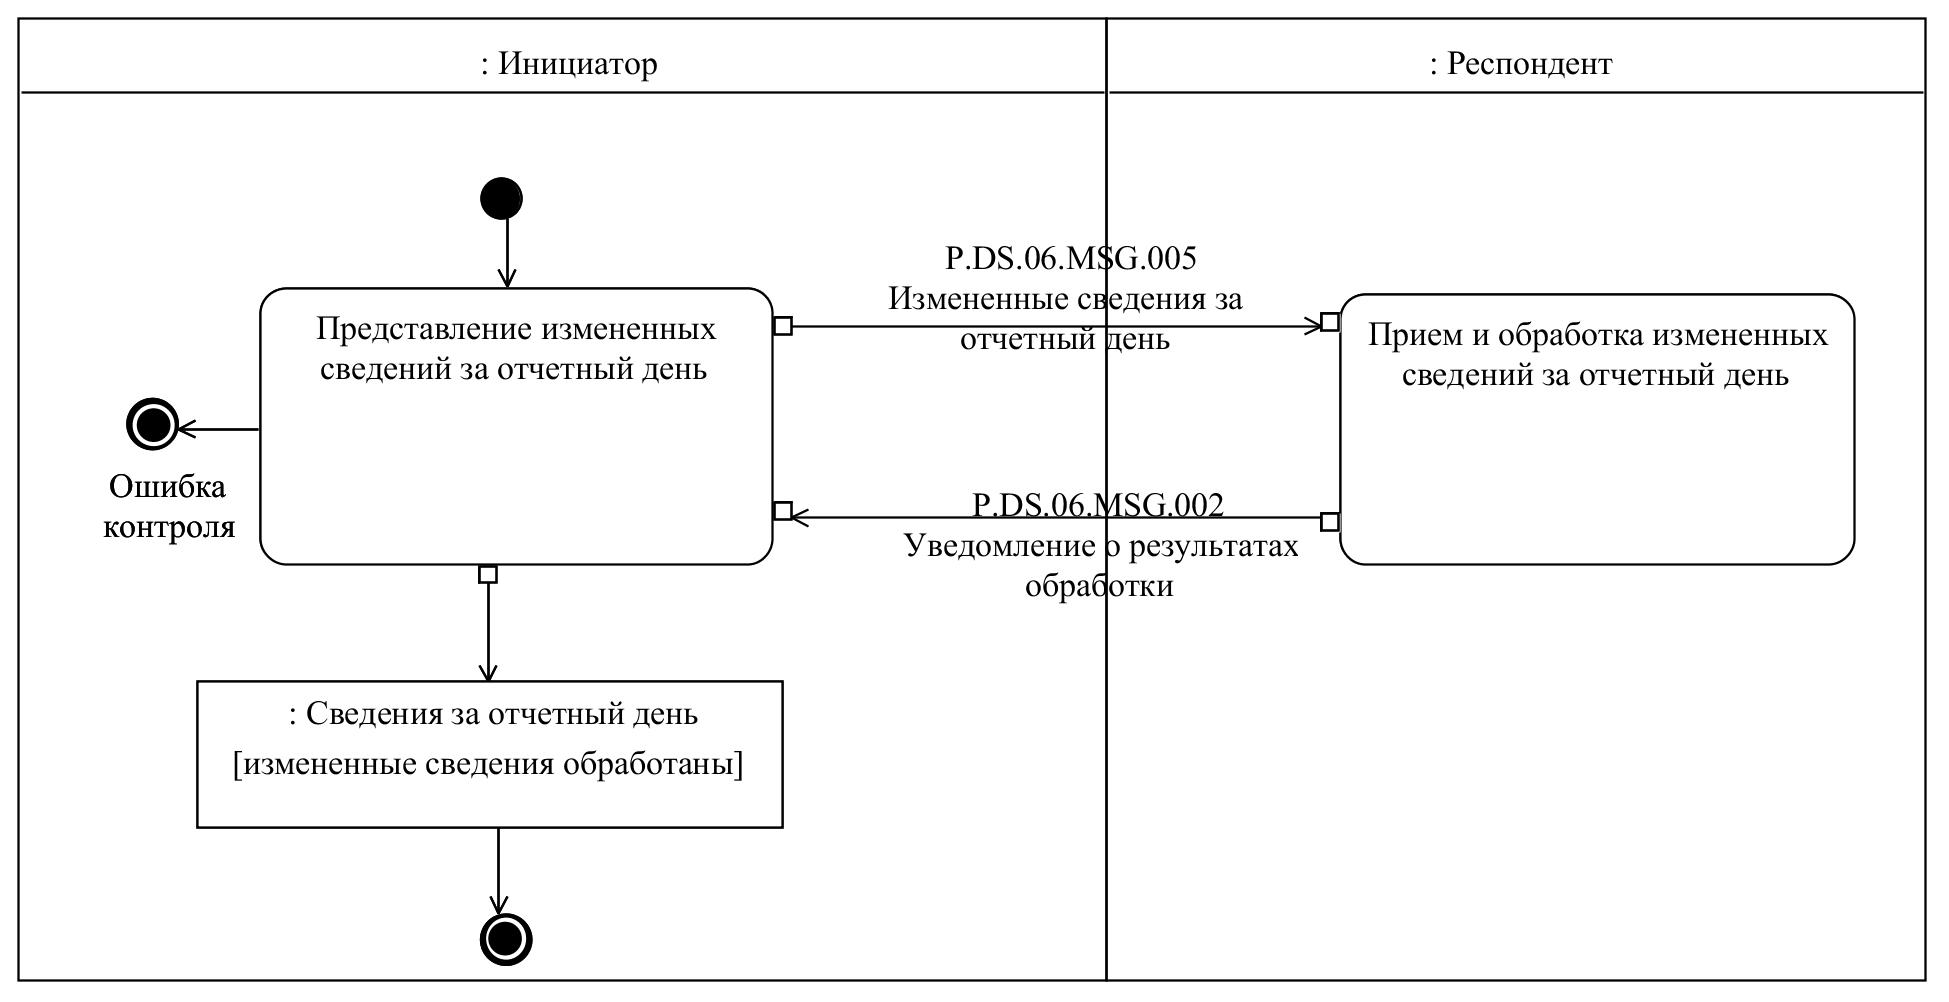 : Инициатор
: Респондент
P.DS.06.MSG.005
Измененные сведения за
отчетный день
Представление измененных
сведений за отчетный день
Прием и обработка измененных
сведений за отчетный день
Ошибка
контроля
P.DS.06.MSG.002
Уведомление о результатах
обработки
: Сведения за отчетный день
[измененные сведения обработаны]